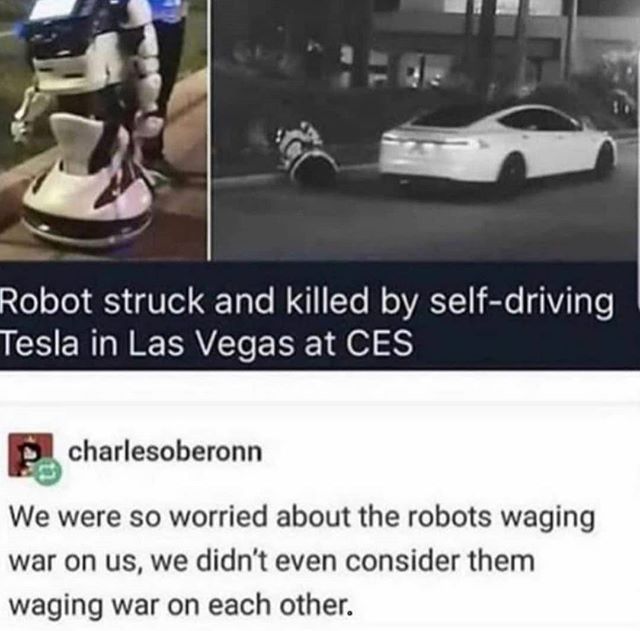 Robot struck and killed by self-driving
Tesla in Las Vegas at CES
charlesoberonn
We were so worried about the robots waging
war on us, we didn't even consider them
waging war on each other.